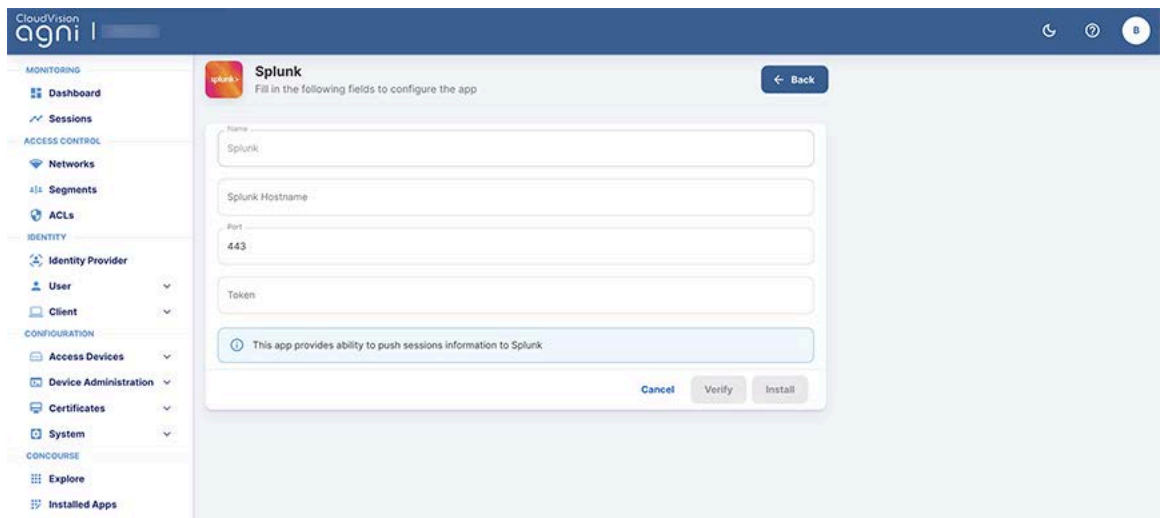 CloudVision
agni
MONITORING
Dashboard
Sessions
ACCESS CONTROL
Networks
Segments
ACLs
IDENTITY
Identity Provider
User
Client
CONFIGURATION
Access Devices
Device Administration
Certificates
System
CONCOURSE
Explore
Installed Apps
B
splunk>
Splunk
Fill in the following fields to configure the app
← Back
Name
Splunk
Splunk Hostname
Port
443
Token
This app provides ability to push sessions information to Splunk
Cancel
Verify
Install